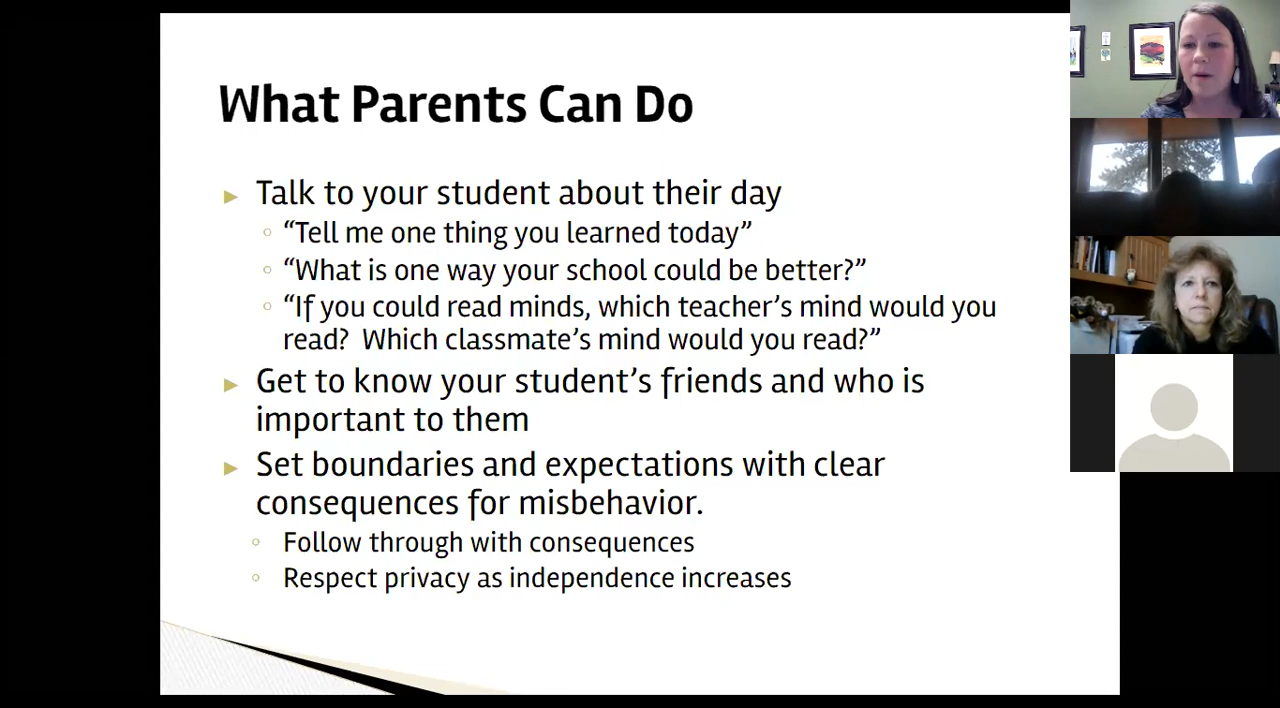 What Parents Can Do
Talk to your student about their day
“Tell me one thing you learned today”
“What is one way your school could be better?”
“If you could read minds, which teacher’s mind would you
read?  Which classmate’s mind would you read?”
Get to know your student’s friends and who is
important to them
Set boundaries and expectations with clear
consequences for misbehavior.
Follow through with consequences
Respect privacy as independence increases